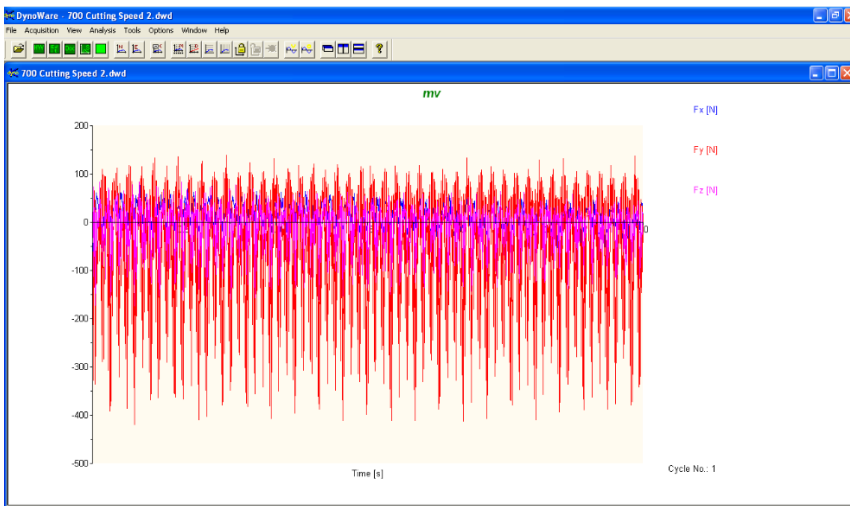 DynoWare - 700 Cutting Speed 2.dwd
File Acquisition View Analysis Tools Options Window Help
700 Cutting Speed 2.dwd
mv
Fx [N]
Fy [N]
Fz [N]
200
100
0
-100
-200
-300
-400
-500
0
Time [s]
Cycle No.: 1